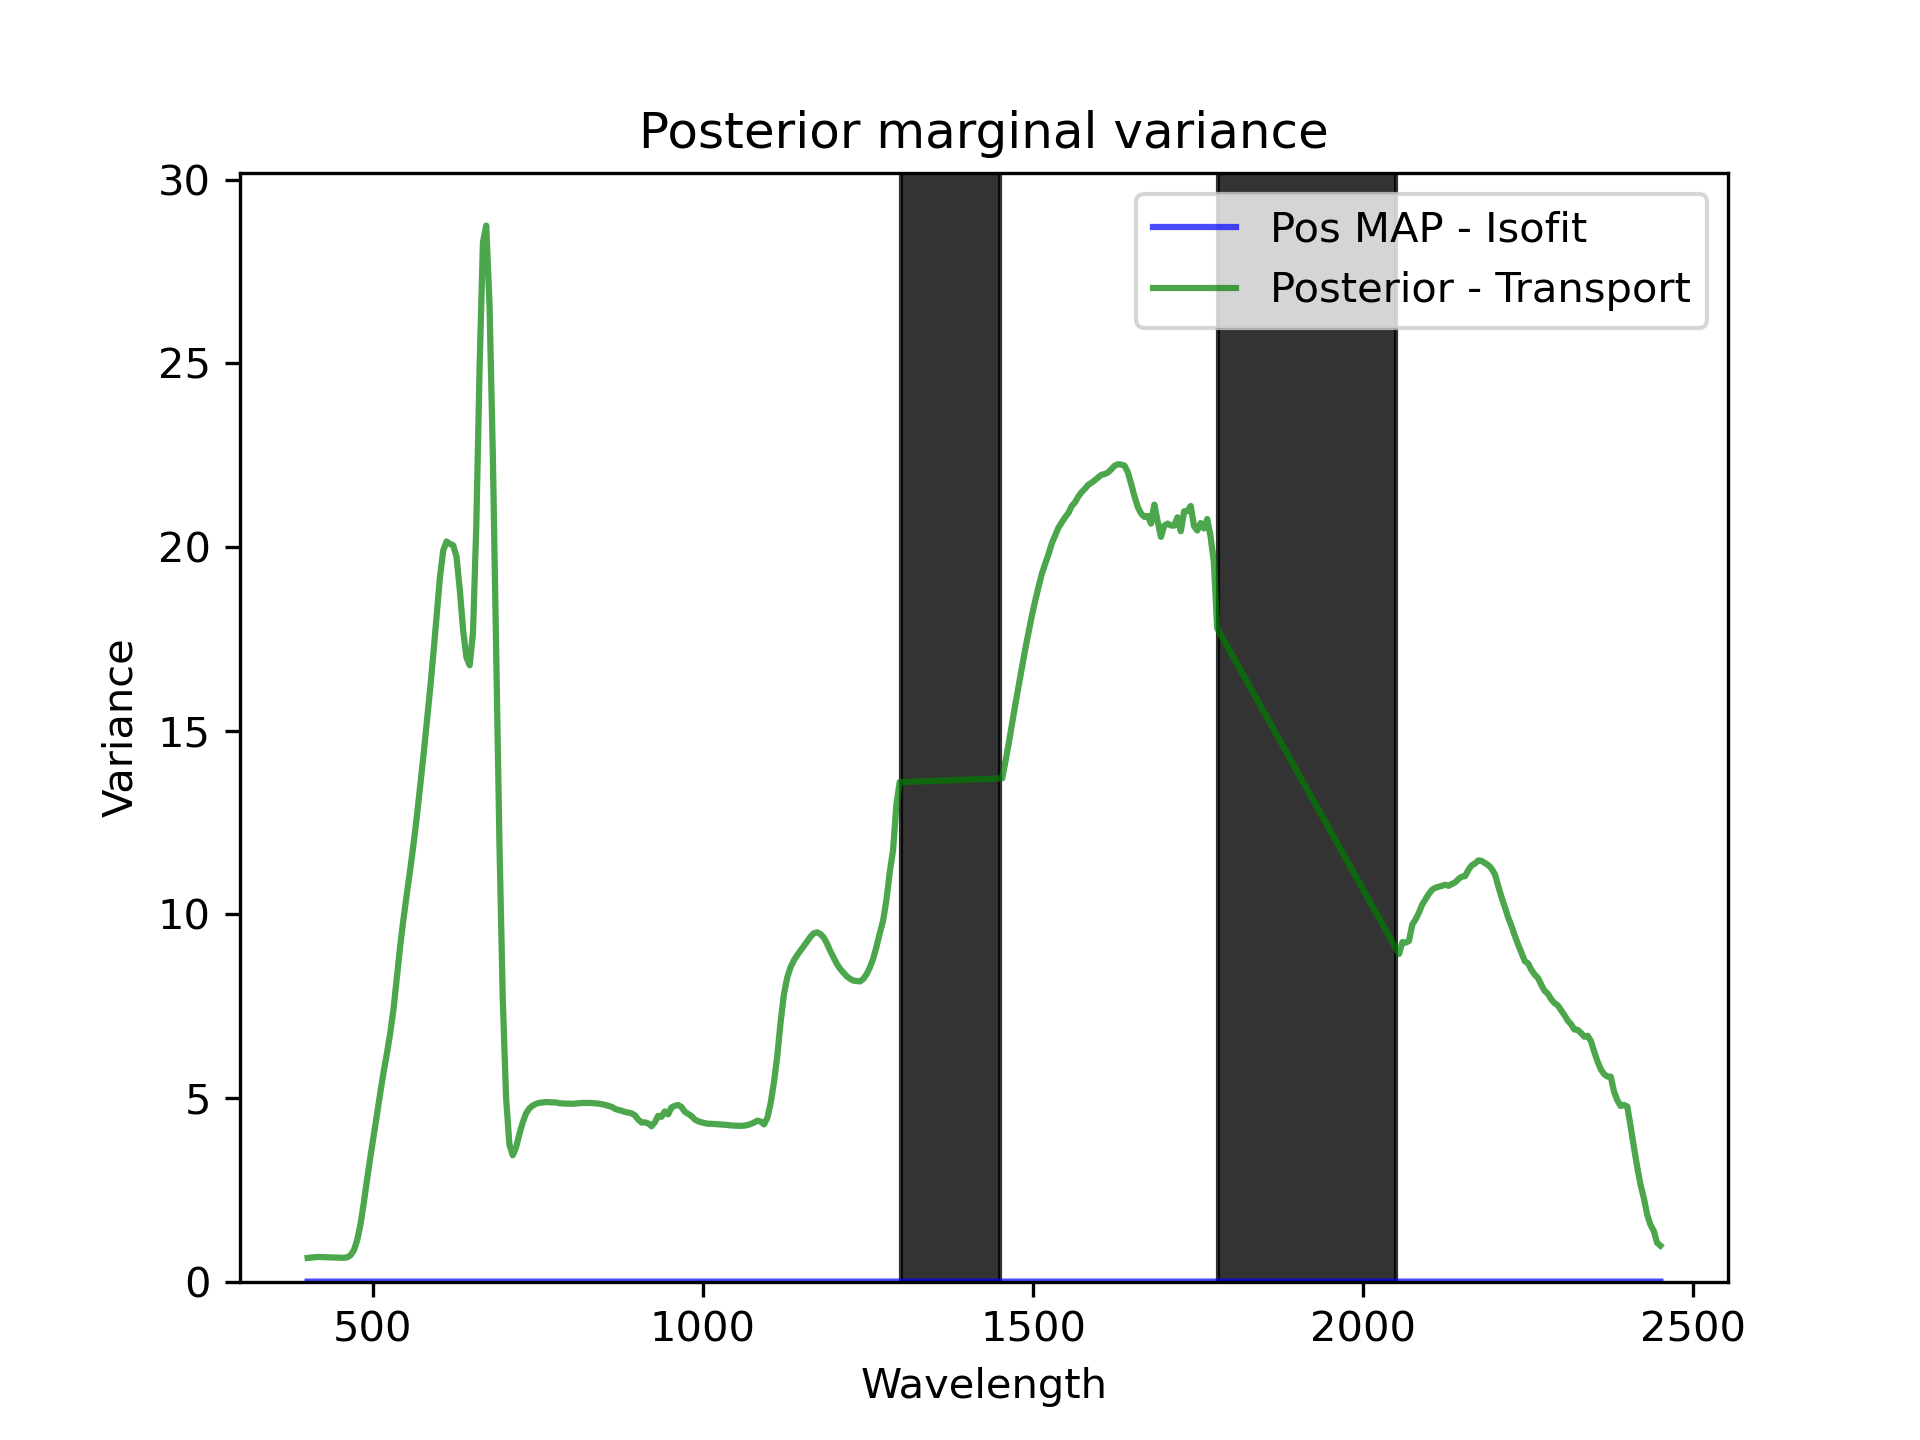 Posterior marginal variance
30
25
20
15
10
5
0
Variance
Pos MAP - Isofit
Posterior - Transport
500 1000 1500 2000 2500
Wavelength